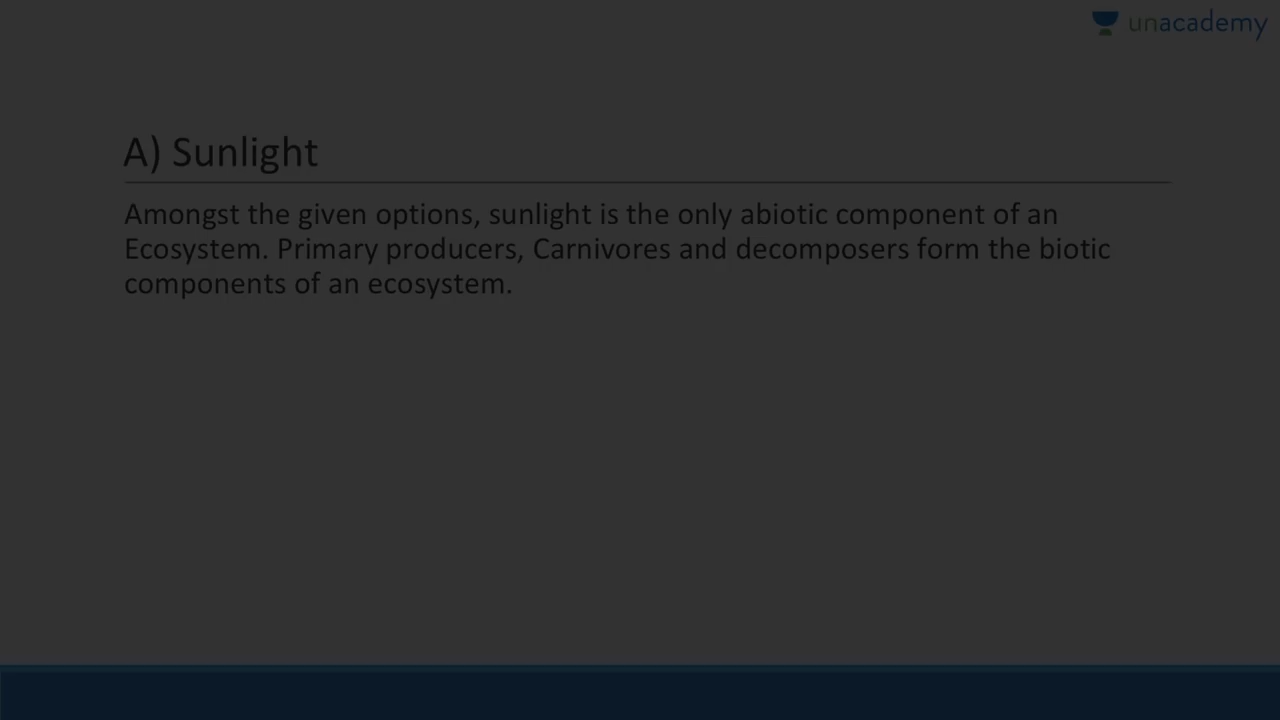 unacademy
A) Sunlight
Amongst the given options, sunlight is the only abiotic component of an
Ecosystem. Primary producers, Carnivores and decomposers form the biotic
components of an ecosystem.